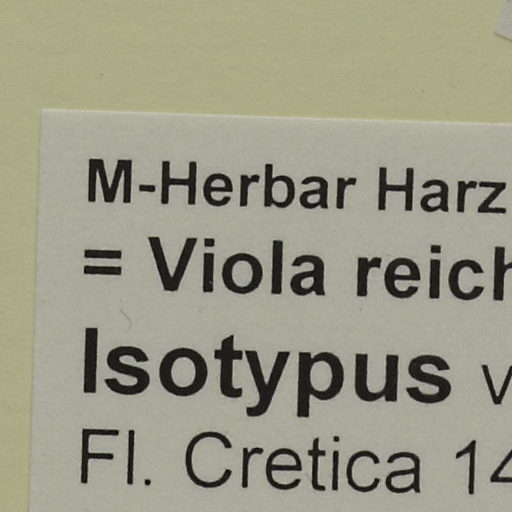 M-Herbar Harz
= Viola reich
Isotypus v
Fl. Cretica 14